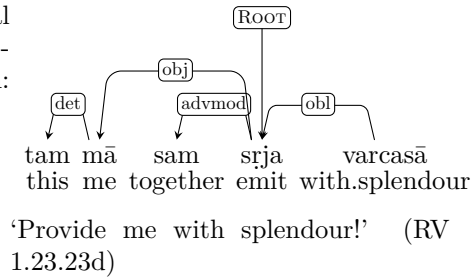 l
-
:
ROOT
obj
det
advmod
obl
tam mā sam sṛja varcasā
this me together emit with.splendour
‘Provide me with splendour!’ (RV
1.23.23d)